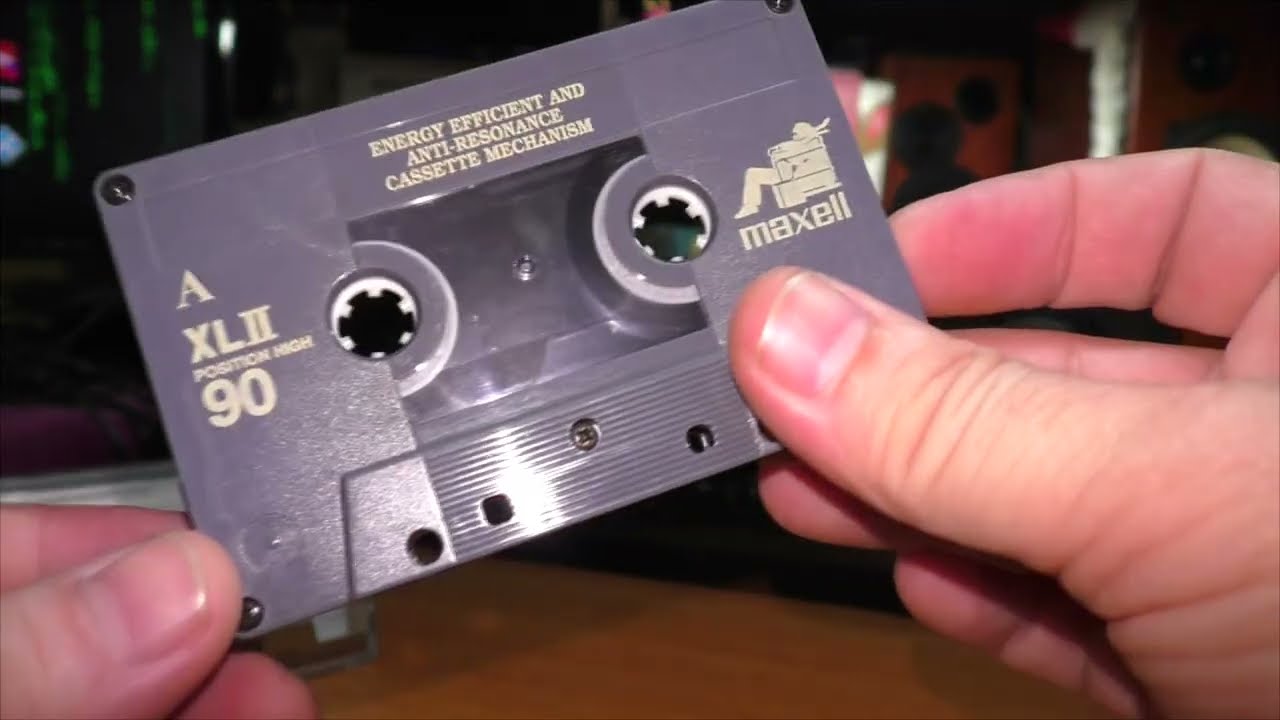 ENERGY EFFICIENT AND
ANTI-RESONANCE
CASSETTE MECHANISM
maxell
A
XLII
POSITION HIGH
90